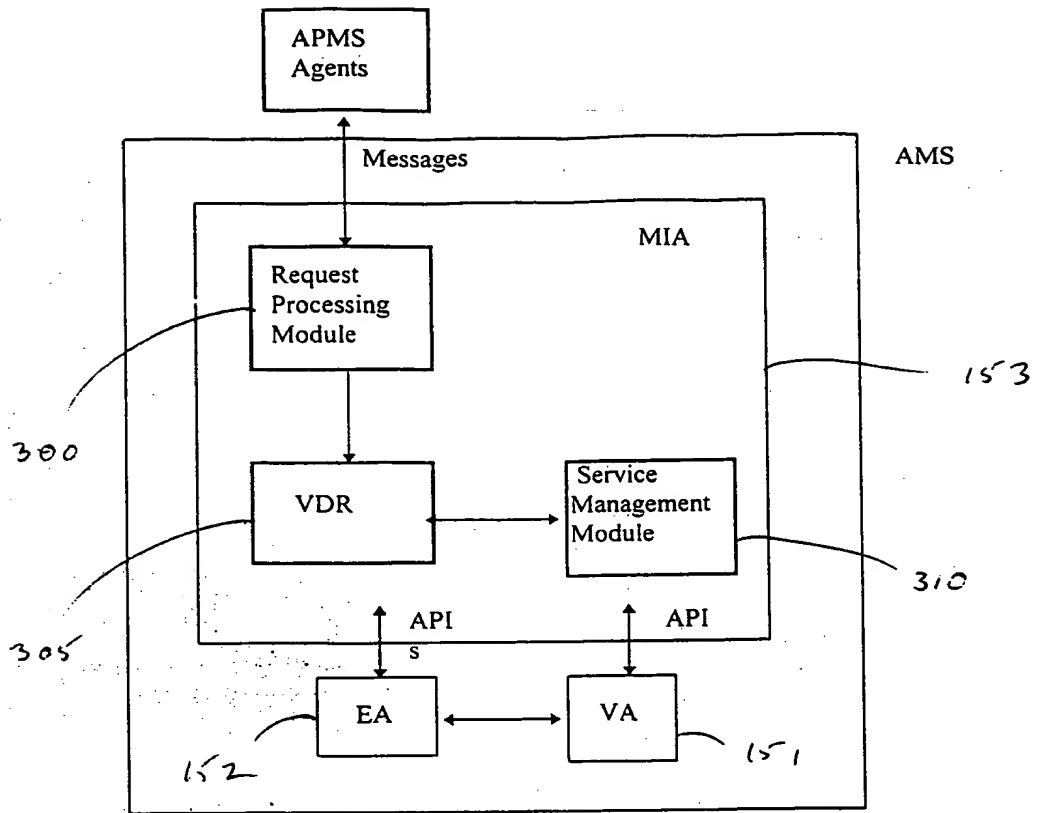 APMS
Agents
Messages
AMS
MIA
Request
Processing
Module
153
300
VDR
Service
Management
Module
310
305
API
s
API
EA
VA
152
151